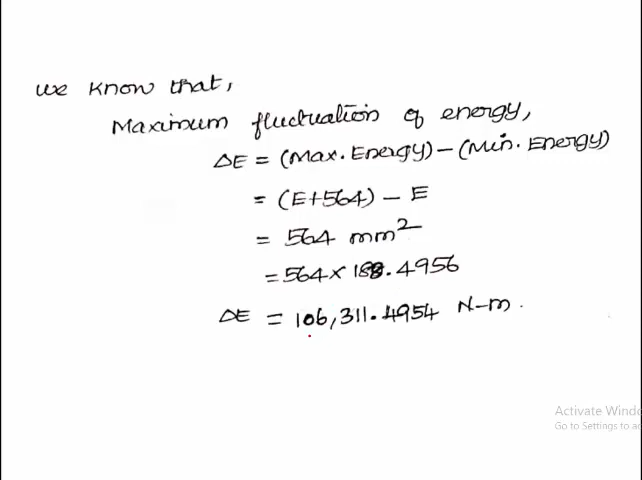 we know that,
Maximum fluctuation of energy,
ΔE = (Max. Energy) - (Min. Energy)
= (E+564) - E
= 564 mm²
= 564 × 188.4956
ΔE = 106,311.4954 N-m.
Activate Windo
Go to Settings to a